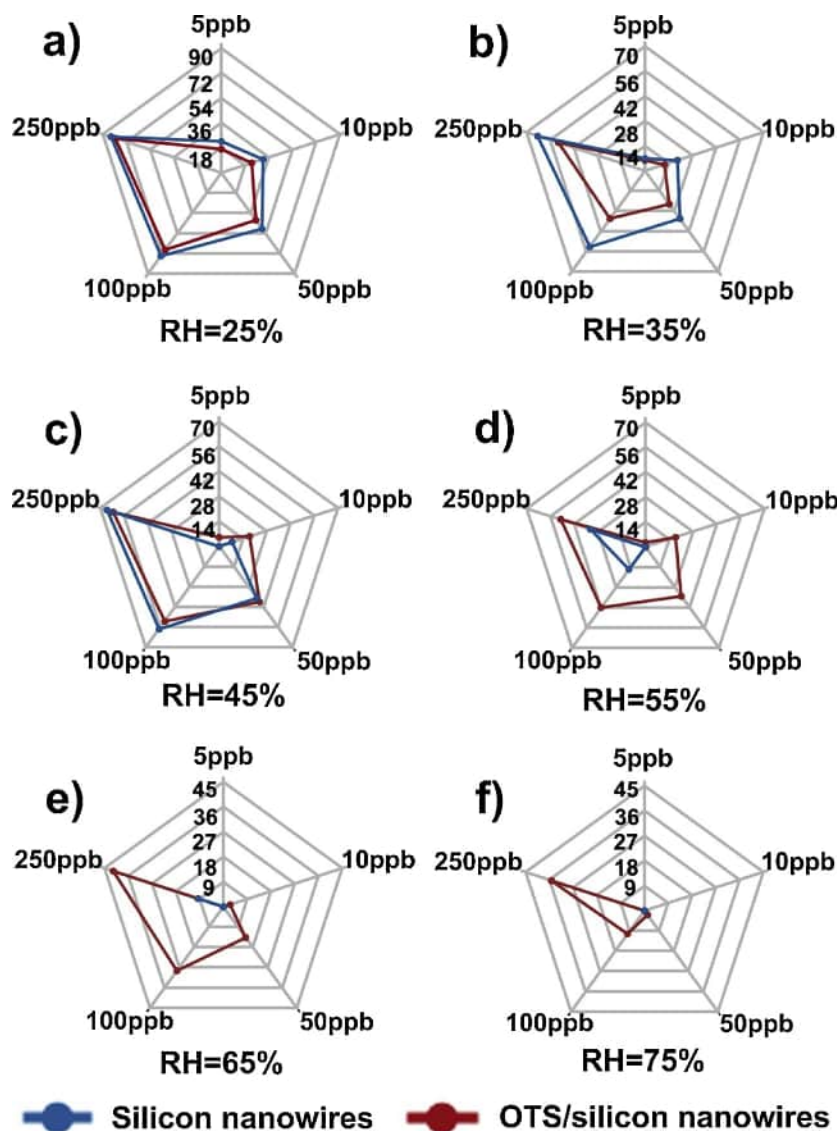 a)
5ppb
90
72
54
36
18
10ppb
50ppb
100ppb
250ppb
RH=25%
b)
5ppb
70
56
42
28
14
10ppb
50ppb
100ppb
250ppb
RH=35%
c)
5ppb
70
56
42
28
14
10ppb
50ppb
100ppb
250ppb
RH=45%
d)
5ppb
70
56
42
28
14
10ppb
50ppb
100ppb
250ppb
RH=55%
e)
5ppb
45
36
27
18
9
10ppb
50ppb
100ppb
250ppb
RH=65%
f)
5ppb
45
36
27
18
9
10ppb
50ppb
100ppb
250ppb
RH=75%
Silicon nanowires
OTS/silicon nanowires